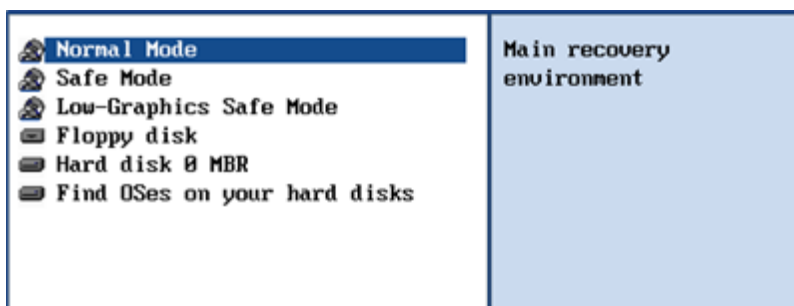 Normal Mode
Safe Mode
Low-Graphics Safe Mode
Floppy disk
Hard disk 0 MBR
Find OSes on your hard disks
Main recovery
environment